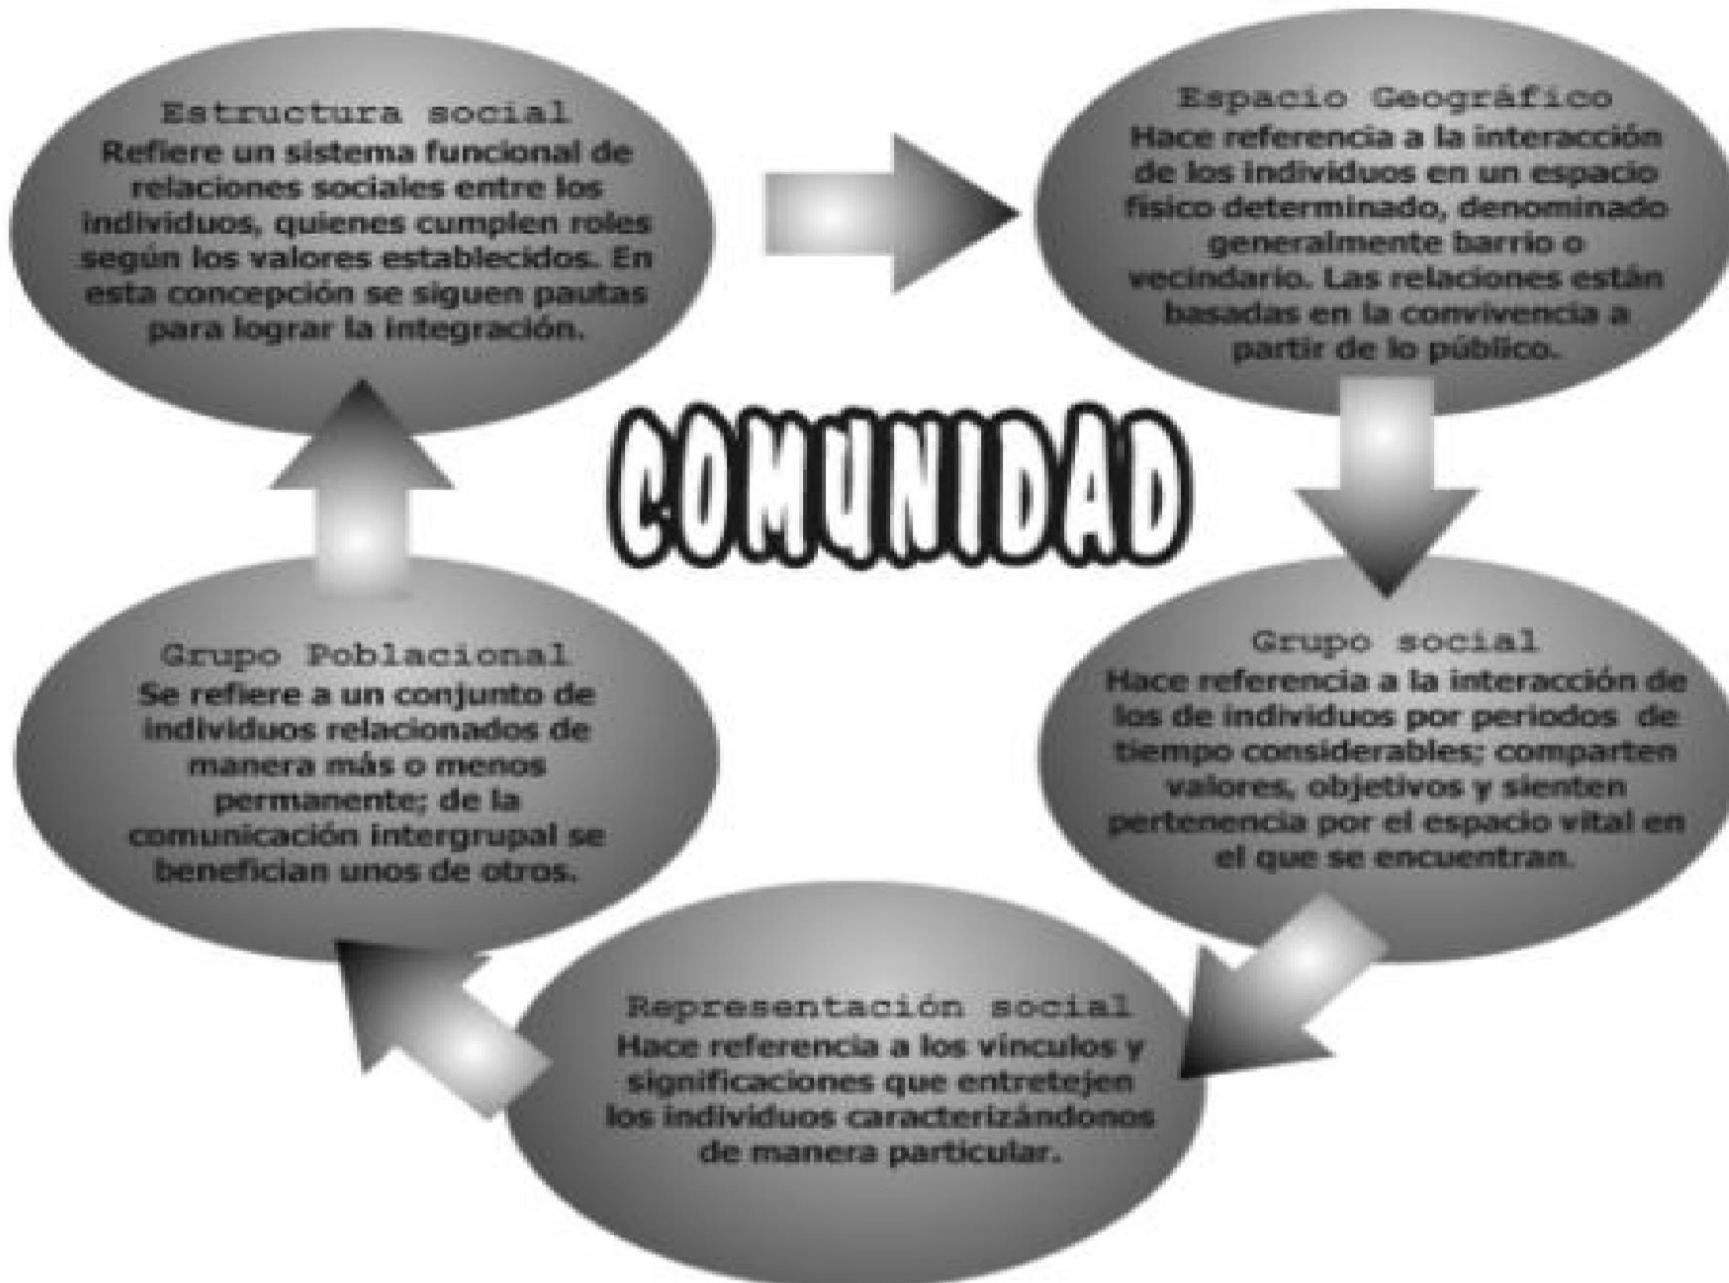 Estructura social
Refiere un sistema funcional de
relaciones sociales entre los
individuos, quienes cumplen roles
según los valores establecidos. En
esta concepción se siguen pautas
para lograr la integración.
Espacio Geográfico
Hace referencia a la interacción
de los individuos en un espacio
físico determinado, denominado
generalmente barrio o
vecindario. Las relaciones están
basadas en la convivencia a
partir de lo público.
COMUNIDAD
Grupo Poblacional
Se refiere a un conjunto de
individuos relacionados de
manera más o menos
permanente; de la
comunicación intergrupal se
benefician unos de otros.
Grupo social
Hace referencia a la interacción de
los de individuos por periodos de
tiempo considerables; comparten
valores, objetivos y sienten
pertenencia por el espacio vital en
el que se encuentran.
Representación social
Hace referencia a los vínculos y
significaciones que entretejen
los individuos caracterizándonos
de manera particular.